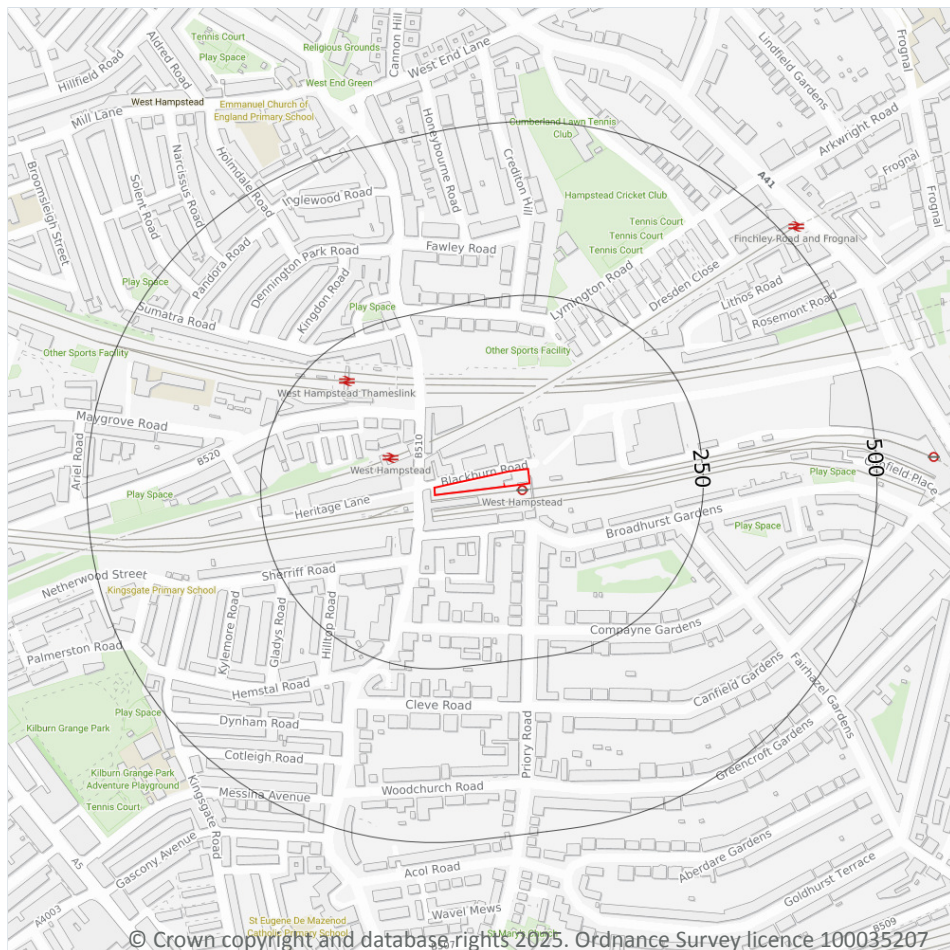 Tennis Court
Play Space
Religious Grounds
Cannon Hill
West End Lane
Lindfield Gardens
Frognal
Hillfield Road
Aldred Road
West End Green
West Hampstead
Mill Lane
Emmanuel Church of
England Primary School
Honeybourne Road
Cumberland Lawn Tennis
Club
Arkwright Road
Broomsleigh Street
Solent Road
Narcissus Road
Holmdale Road
Crediton Hill
A41
Frognal
Frognal
Inglewood Road
Hampstead Cricket Club
Tennis Court
Tennis Court
Tennis Court
Finchley Road and Frognal
Pandora Road
Dennington Park Road
Fawley Road
Kingdon Road
Lymington Road
Dresden Close
Lithos Road
Rosemont Road
Play Space
Play Space
Sumatra Road
Other Sports Facility
Other Sports Facility
West Hampstead Thameslink
Maygrove Road
Ariel Road
B520
B510
West Hampstead
Blackburn Road
250
500
Play Space
Heritage Lane
West Hampstead
Play Space
Broadhurst Gardens
Play Space
Netherwood Street
Sherriff Road
Kingsgate Primary School
Kylemore Road
Gladys Road
Hilltop Road
Compayne Gardens
Palmerston Road
Hemstal Road
Cleve Road
Canfield Gardens
Fairhazel Gardens
Play Space
Kilburn Grange Park
Dynham Road
Priory Road
Cotleigh Road
Greencroft Gardens
Kilburn Grange Park
Adventure Playground
Tennis Court
Messina Avenue
Woodchurch Road
Kingsgate Road
Gascony Avenue
A5
Acol Road
Aberdare Gardens
Goldhurst Terrace
A4003
Wavel Mews
St Eugene De Mazenod
Catholic Primary School
St Mary's Church
B509
© Crown copyright and database rights 2025. Ordnance Survey licence 100035207